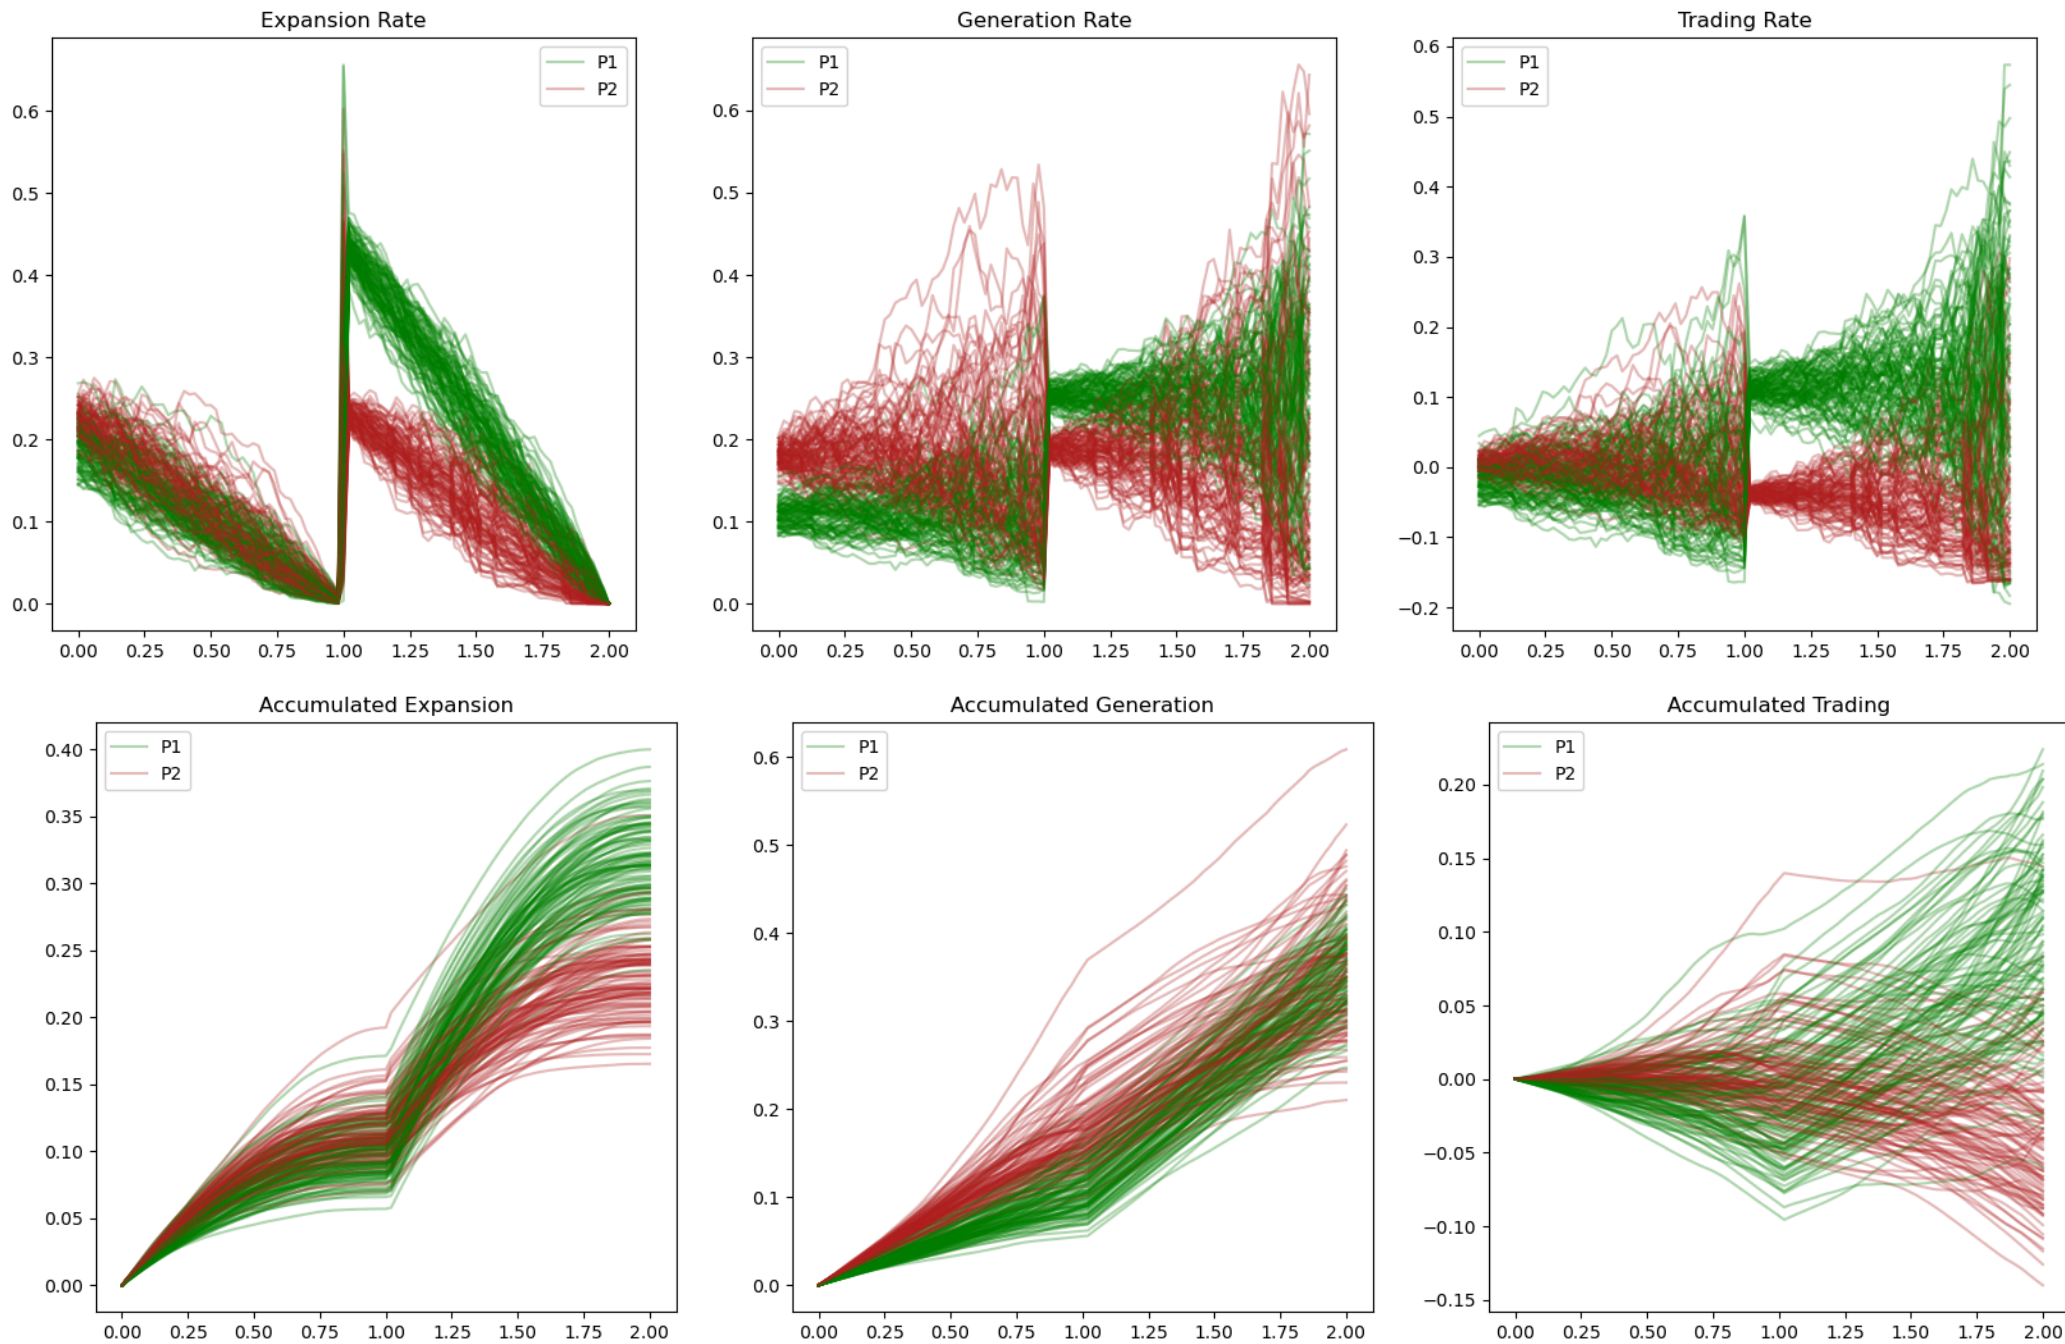 Expansion Rate
P1
P2
0.6
0.5
0.4
0.3
0.2
0.1
0.0
0.00 0.25 0.50 0.75 1.00 1.25 1.50 1.75 2.00
Generation Rate
P1
P2
0.6
0.5
0.4
0.3
0.2
0.1
0.0
0.00 0.25 0.50 0.75 1.00 1.25 1.50 1.75 2.00
Trading Rate
P1
P2
0.6
0.5
0.4
0.3
0.2
0.1
0.0
−0.1
−0.2
0.00 0.25 0.50 0.75 1.00 1.25 1.50 1.75 2.00
Accumulated Expansion
P1
P2
0.40
0.35
0.30
0.25
0.20
0.15
0.10
0.05
0.00
0.00 0.25 0.50 0.75 1.00 1.25 1.50 1.75 2.00
Accumulated Generation
P1
P2
0.6
0.5
0.4
0.3
0.2
0.1
0.0
0.00 0.25 0.50 0.75 1.00 1.25 1.50 1.75 2.00
Accumulated Trading
P1
P2
0.20
0.15
0.10
0.05
0.00
−0.05
−0.10
−0.15
0.00 0.25 0.50 0.75 1.00 1.25 1.50 1.75 2.00